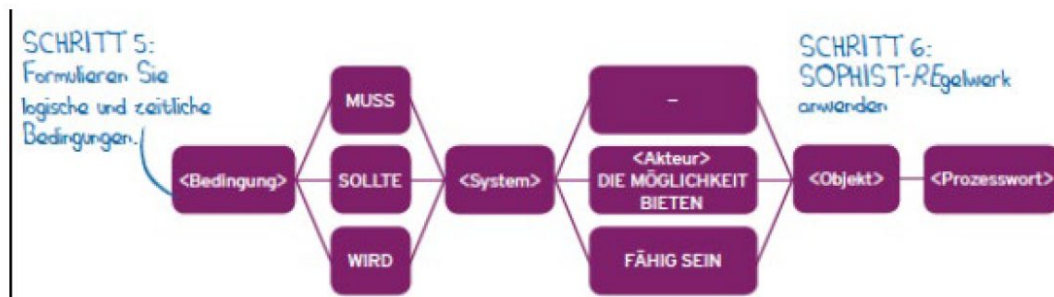 SCHRITT 5:
Formulieren Sie
logische und zeitliche
Bedingungen.
SCHRITT 6:
SOPHIST-REgelwerk
anwenden
<Bedingung>
MUSS
SOLLTE
WIRD
<System>
–
<Akteur>
DIE MÖGLICHKEIT
BIETEN
FÄHIG SEIN
<Objekt>
<Prozesswort>